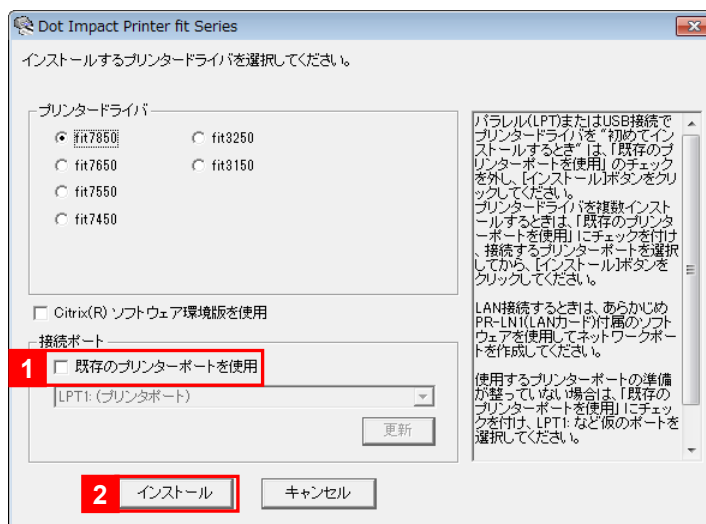 Dot Impact Printer fit Series
インストールするプリンタードライバを選択してください。
プリンタードライバ
fit7850
fit3250
fit7650
fit3150
fit7550
fit7450
Citrix(R) ソフトウェア環境版を使用
接続ポート
1
既存のプリンターポートを使用
LPT1: (プリンタポート)
更新
2
インストール
キャンセル
パラレル(LPT)またはUSB接続で
プリンタードライバを“初めてイン
ストールするとき”は、「既存のプ
リンターポートを使用」のチェック
を外し、[インストール]ボタンをクリ
ックしてください。
プリンタードライバを複数インスト
ールするときは、「既存のプリンタ
ーポートを使用」にチェックを付け
、接続するプリンターポートを選択
してから、[インストール]ボタンを
クリックしてください。
LAN接続するときは、あらかじめ
PR-LN1(LANカード)付属のソフト
ウェアを使用してネットワークポー
トを作成してください。
使用するプリンターポートの準備
が整っていない場合は、「既存の
プリンターポートを使用」にチェッ
クを付け、LPT1: など仮のポートを
選択してください。